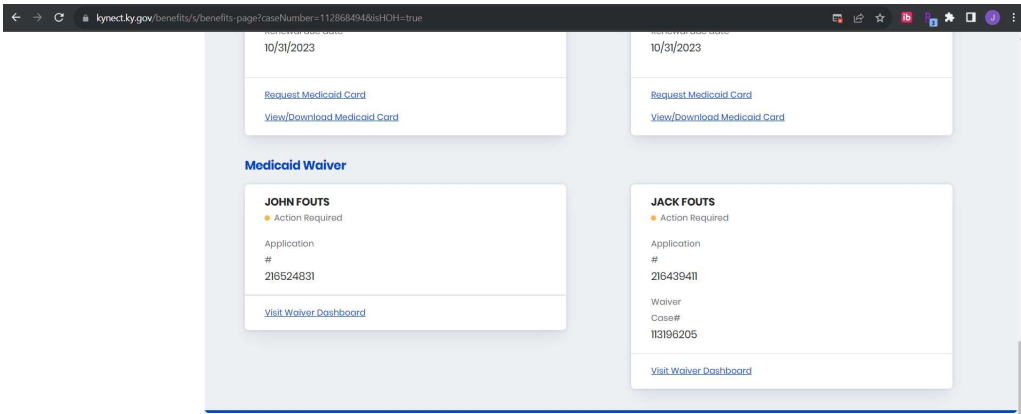 kynect.ky.gov/benefits/s/benefits-page?caseNumber=112868494&isHOH=true
10/31/2023
Request Medicaid Card
View/Download Medicaid Card
10/31/2023
Request Medicaid Card
View/Download Medicaid Card
Medicaid Waiver
JOHN FOUTS
Action Required
Application
#
216524831
Visit Waiver Dashboard
JACK FOUTS
Action Required
Application
#
216439411
Waiver
Case#
113196205
Visit Waiver Dashboard
ib
3
J